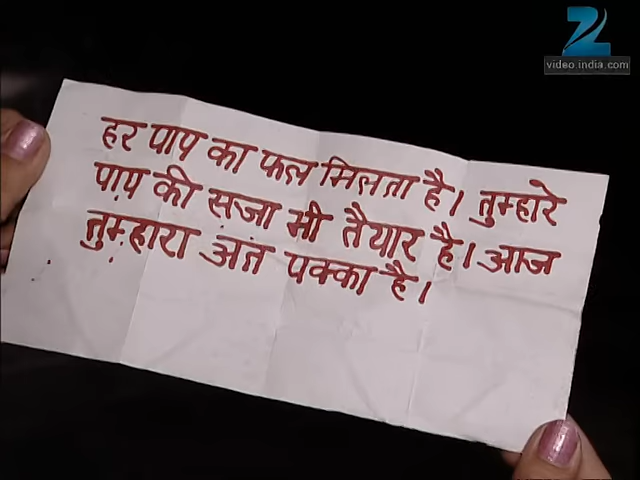 Z
video.india.com
हर पाप का फल मिलता है। तुम्हारे
पाप की सजा भी तैयार है। आज
तुम्हारा अंत पक्का है।